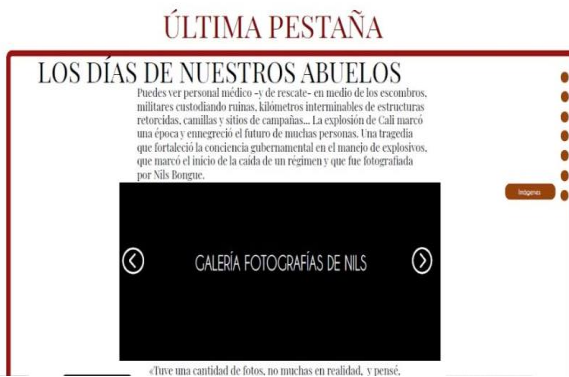 ÚLTIMA PESTAÑA
LOS DÍAS DE NUESTROS ABUELOS
Puedes ver personal médico -y de rescate- en medio de los escombros,
militares custodiando ruinas, kilómetros interminables de estructuras
retorcidas, camillas y sitios de campañas... La explosión de Cali marcó
una época y ennegreció el futuro de muchas personas. Una tragedia
que fortaleció la conciencia gubernamental en el manejo de explosivos,
que marcó el inicio de la caída de un régimen y que fue fotografiada
por Nils Bongue.
Imágenes
GALERÍA FOTOGRAFÍAS DE NILS
«Tuve una cantidad de fotos, no muchas en realidad, y pensé,